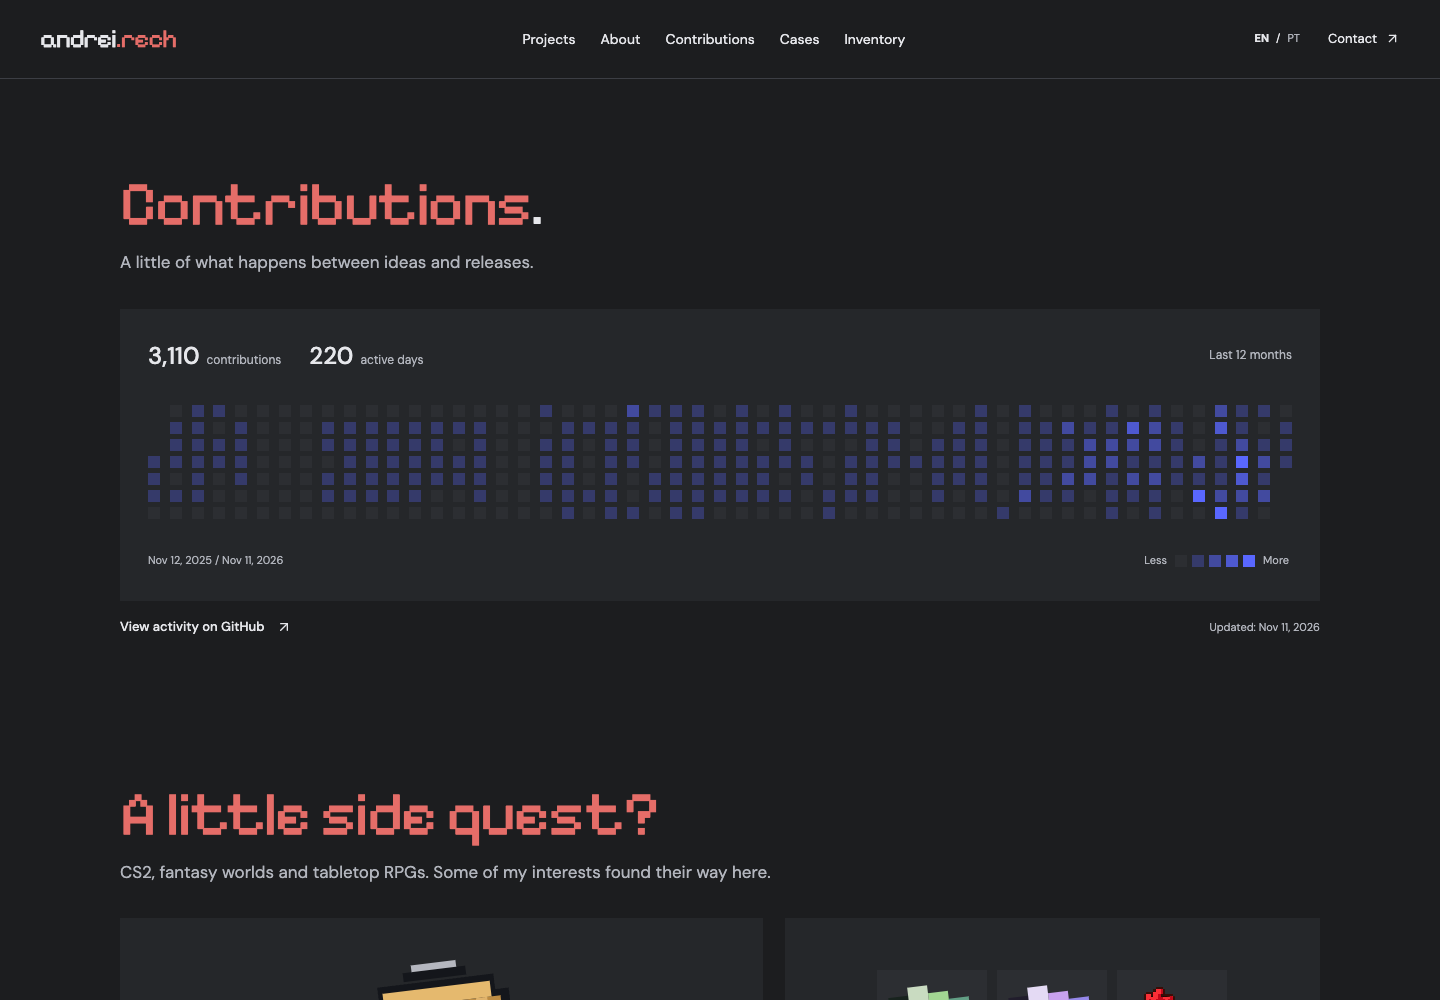 andrei.rech
Projects About Contributions Cases Inventory
EN / PT Contact
Contributions.
A little of what happens between ideas and releases.
3,110 contributions 220 active days
Last 12 months
Nov 12, 2025 / Nov 11, 2026
Less More
View activity on GitHub
Updated: Nov 11, 2026
A little side quest?
CS2, fantasy worlds and tabletop RPGs. Some of my interests found their way here.